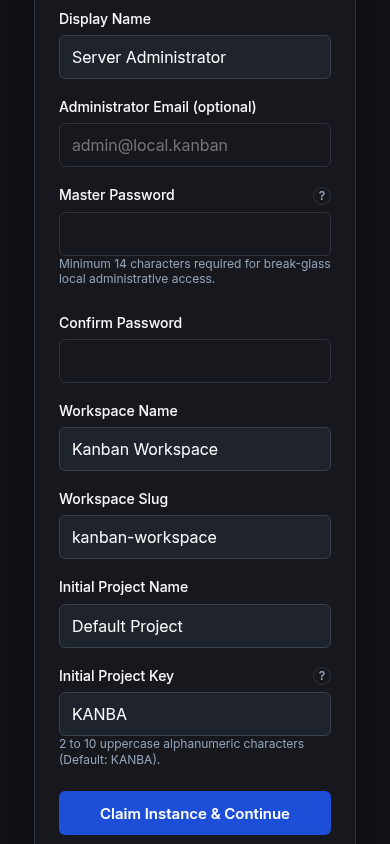 Display Name
Server Administrator
Administrator Email (optional)
admin@local.kanban
Master Password
?
Minimum 14 characters required for break-glass
local administrative access.
Confirm Password
Workspace Name
Kanban Workspace
Workspace Slug
kanban-workspace
Initial Project Name
Default Project
Initial Project Key
?
KANBA
2 to 10 uppercase alphanumeric characters
(Default: KANBA).
Claim Instance & Continue